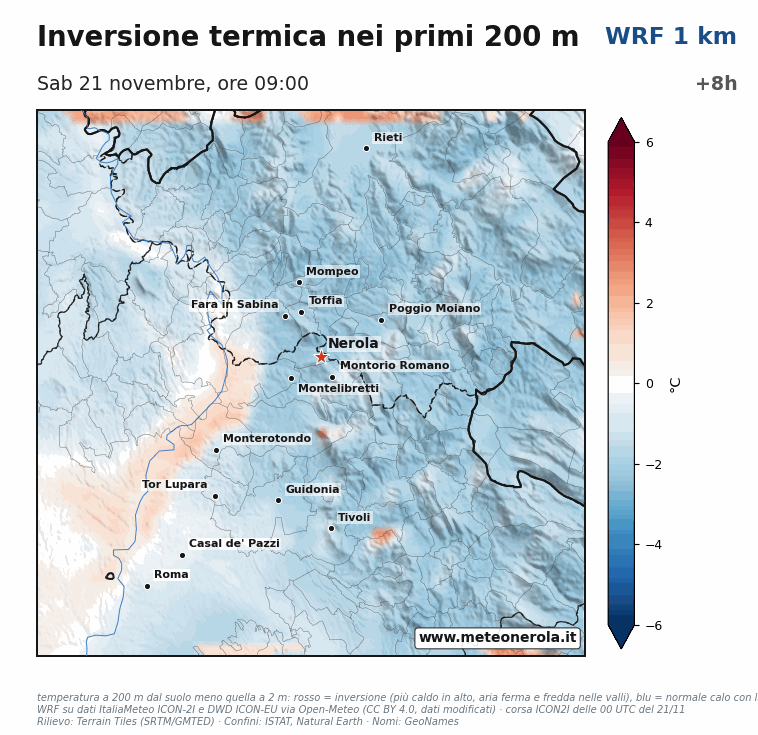 Inversione termica nei primi 200 m WRF 1 km
Sab 21 novembre, ore 09:00 +8h
Rieti
Mompeo
Fara in Sabina
Toffia
Poggio Moiano
Nerola
Montorio Romano
Montelibretti
Monterotondo
Tor Lupara
Guidonia
Tivoli
Casal de' Pazzi
Roma
www.meteonerola.it
6
4
2
0
−2
−4
−6
°C
temperatura a 200 m dal suolo meno quella a 2 m: rosso = inversione (più caldo in alto, aria ferma e fredda nelle valli), blu = normale calo con l
WRF su dati ItaliaMeteo ICON-2I e DWD ICON-EU via Open-Meteo (CC BY 4.0, dati modificati) · corsa ICON2I delle 00 UTC del 21/11
Rilievo: Terrain Tiles (SRTM/GMTED) · Confini: ISTAT, Natural Earth · Nomi: GeoNames